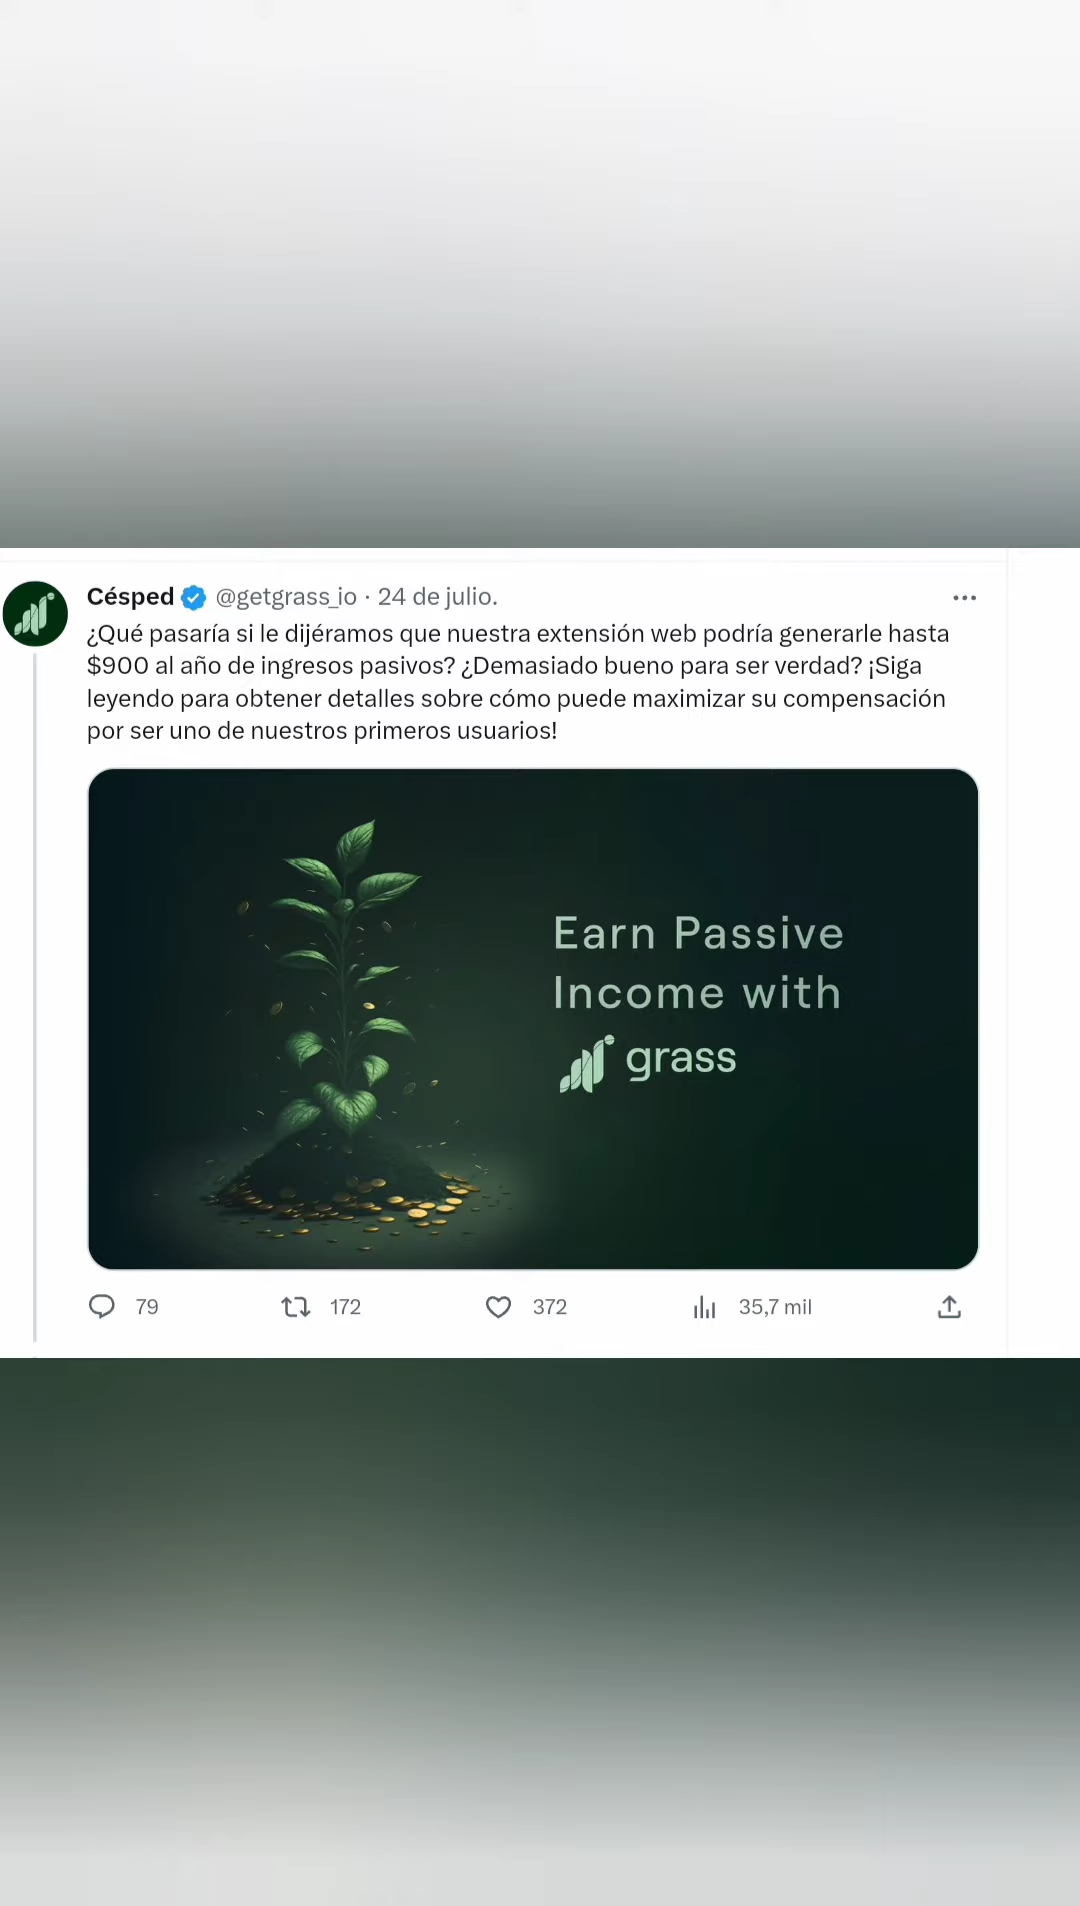 Césped @getgrass_io · 24 de julio.
¿Qué pasaría si le dijéramos que nuestra extensión web podría generarle hasta
$900 al año de ingresos pasivos? ¿Demasiado bueno para ser verdad? ¡Siga
leyendo para obtener detalles sobre cómo puede maximizar su compensación
por ser uno de nuestros primeros usuarios!
Earn Passive
Income with
grass
79 172 372 35,7 mil